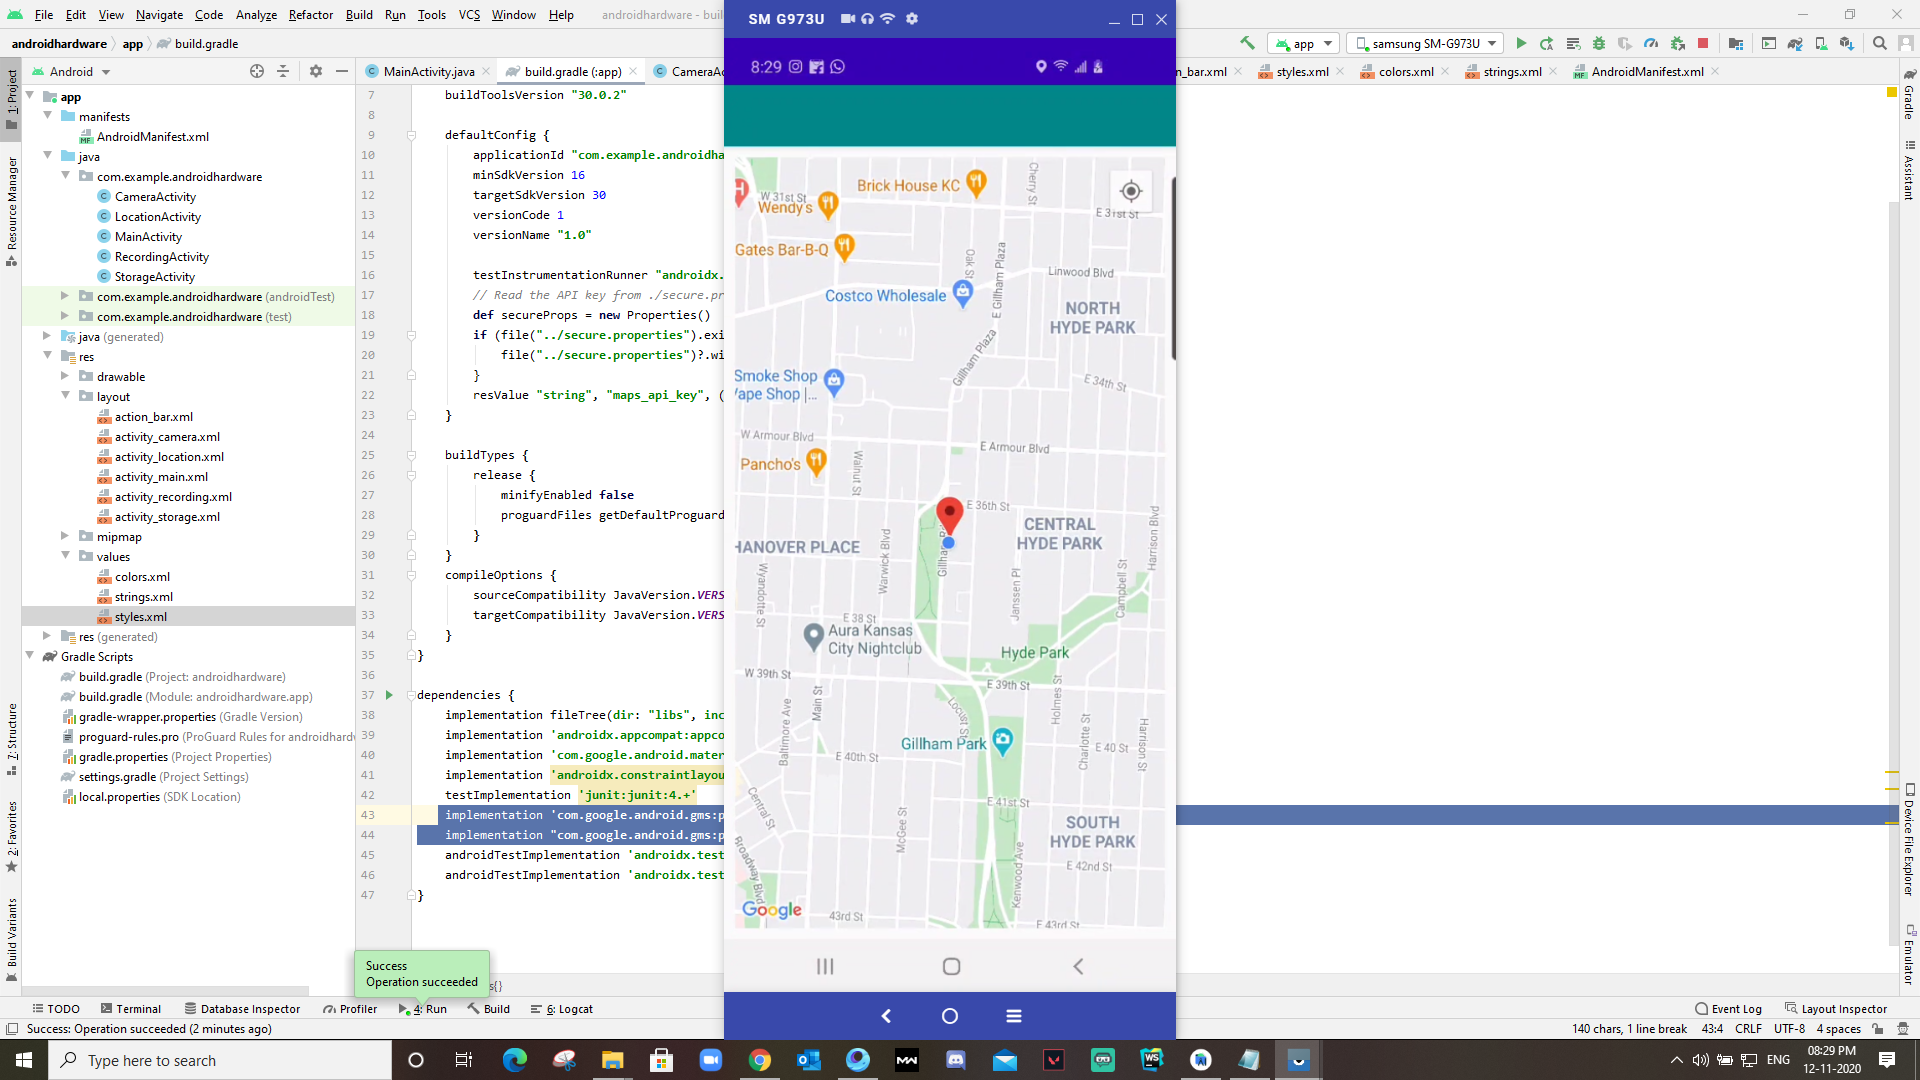 File Edit View Navigate Code Analyze Refactor Build Run Tools VCS Window Help androidhardware - buil
androidhardware app build.gradle
app samsung SM-G973U
Android
MainActivity.java build.gradle (:app) CameraAc n_bar.xml styles.xml colors.xml strings.xml AndroidManifest.xml
1: Project
Resource Manager
7: Structure
2: Favorites
Build Variants
app
manifests
AndroidManifest.xml
java
com.example.androidhardware
CameraActivity
LocationActivity
MainActivity
RecordingActivity
StorageActivity
com.example.androidhardware (androidTest)
com.example.androidhardware (test)
java (generated)
res
drawable
layout
action_bar.xml
activity_camera.xml
activity_location.xml
activity_main.xml
activity_recording.xml
activity_storage.xml
mipmap
values
colors.xml
strings.xml
styles.xml
res (generated)
Gradle Scripts
build.gradle (Project: androidhardware)
build.gradle (Module: androidhardware.app)
gradle-wrapper.properties (Gradle Version)
proguard-rules.pro (ProGuard Rules for androidhardw
gradle.properties (Project Properties)
settings.gradle (Project Settings)
local.properties (SDK Location)
7 buildToolsVersion "30.0.2"
8
9 defaultConfig {
10 applicationId "com.example.androidha
11 minSdkVersion 16
12 targetSdkVersion 30
13 versionCode 1
14 versionName "1.0"
15
16 testInstrumentationRunner "androidx.
17 // Read the API key from ./secure.pr
18 def secureProps = new Properties()
19 if (file("../secure.properties").exi
20 file("../secure.properties")?.wi
21 }
22 resValue "string", "maps_api_key", (
23 }
24
25 buildTypes {
26 release {
27 minifyEnabled false
28 proguardFiles getDefaultProguard
29 }
30 }
31 compileOptions {
32 sourceCompatibility JavaVersion.VERS
33 targetCompatibility JavaVersion.VERS
34 }
35 }
36
37 dependencies {
38 implementation fileTree(dir: "libs", inc
39 implementation 'androidx.appcompat:appco
40 implementation 'com.google.android.mater
41 implementation 'androidx.constraintlayou
42 testImplementation 'junit:junit:4.+'
43 implementation 'com.google.android.gms:p
44 implementation "com.google.android.gms:p
45 androidTestImplementation 'androidx.test
46 androidTestImplementation 'androidx.test
47 }
s{}
SM G973U
8:29
Cherry St
Brick House KC
W 31st St
Wendy's
E 31st St
Gates Bar-B-Q
Oak St
E Gillham Plaza
Linwood Blvd
Costco Wholesale
NORTH
HYDE PARK
Gillham Plaza
Smoke Shop
Vape Shop |...
E 34th St
W Armour Blvd
E Armour Blvd
Pancho's
Walnut St
E 36th St
CENTRAL
HYDE PARK
Harrison Blvd
HANOVER PLACE
Warwick Blvd
Gillham R
Wyandotte St
Janssen Pl
Campbell St
E 38 St
Aura Kansas
City Nightclub
Hyde Park
W 39th St
E 39th St
Main St
Locust St
Holmes St
Baltimore Ave
Charlotte St
Harrison St
Gillham Park
E 40th St
E 40 St
Central St
E 41st St
McGee St
SOUTH
HYDE PARK
Broadway Blvd
Kenwood Ave
E 42nd St
Google
43rd St
E 43rd St
Gradle
Assistant
Device File Explorer
Emulator
Success
Operation succeeded
TODO Terminal Database Inspector Profiler 4: Run Build 6: Logcat Event Log Layout Inspector
Success: Operation succeeded (2 minutes ago) 140 chars, 1 line break 43:4 CRLF UTF-8 4 spaces
Type here to search
ENG
08:29 PM
12-11-2020